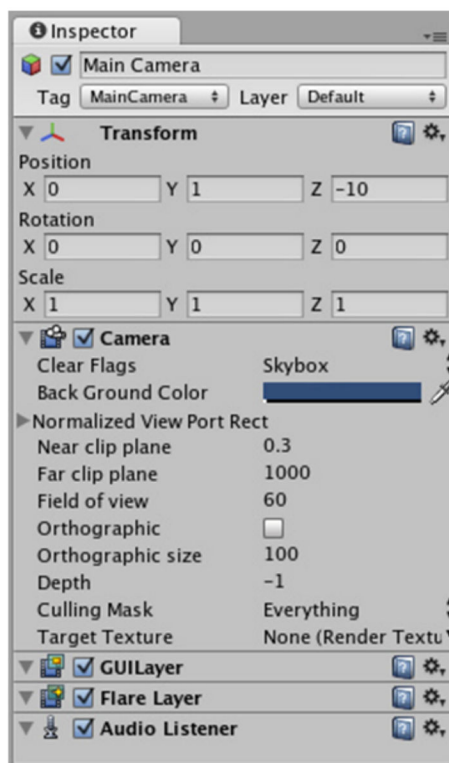 Inspector
Main Camera
Tag MainCamera Layer Default
Transform
Position
X 0 Y 1 Z -10
Rotation
X 0 Y 0 Z 0
Scale
X 1 Y 1 Z 1
Camera
Clear Flags Skybox
Back Ground Color
Normalized View Port Rect
Near clip plane 0.3
Far clip plane 1000
Field of view 60
Orthographic
Orthographic size 100
Depth -1
Culling Mask Everything
Target Texture None (Render Textu
GUILayer
Flare Layer
Audio Listener